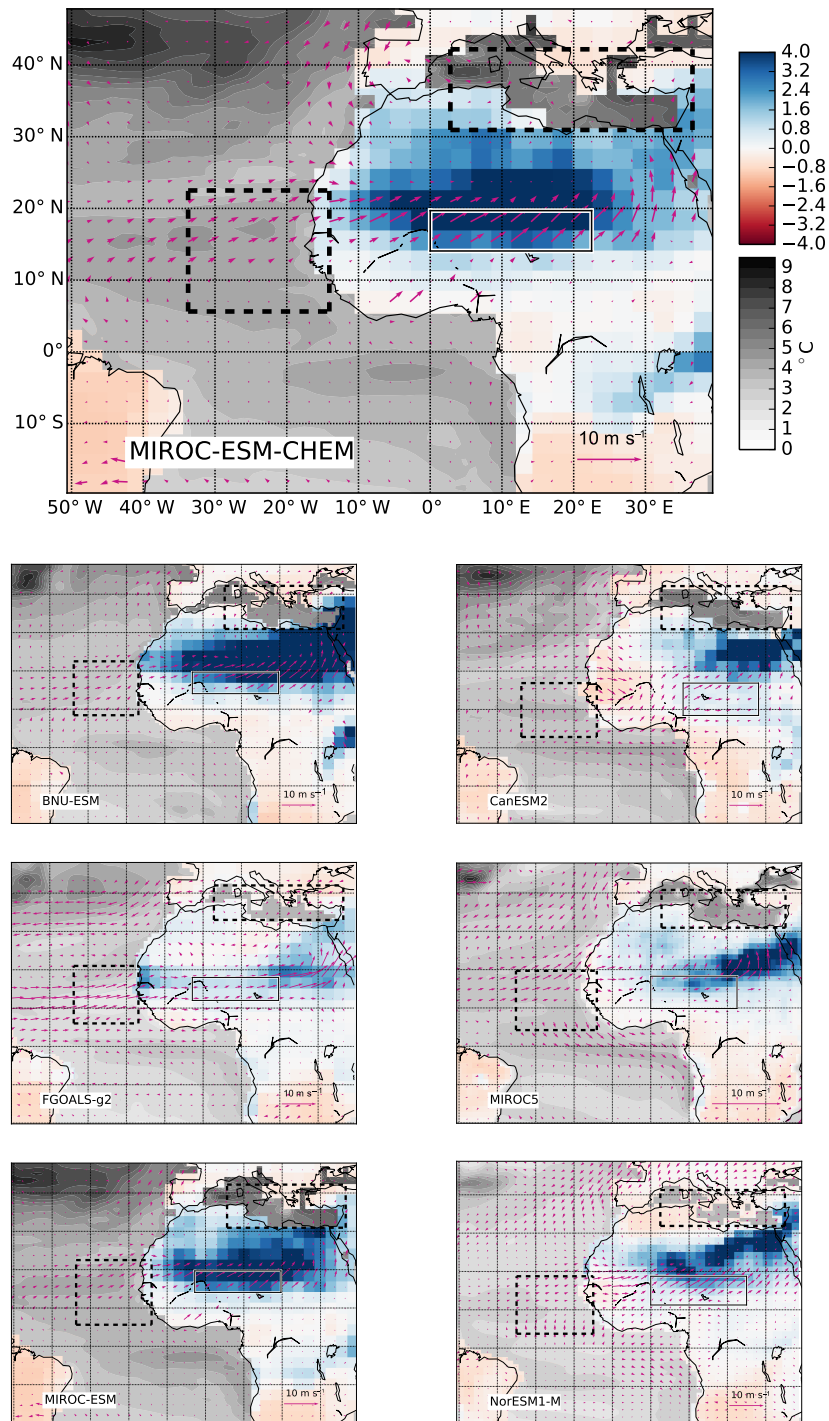 40° N
30° N
20° N
10° N
0°
10° S
50° W
40° W
30° W
20° W
10° W
0°
10° E
20° E
30° E
MIROC-ESM-CHEM
10 m s⁻¹
4.0
3.2
2.4
1.6
0.8
0.0
−0.8
−1.6
−2.4
−3.2
−4.0
9
8
7
6
5
4
3
2
1
0
°C
BNU-ESM
10 m s⁻¹
CanESM2
10 m s⁻¹
FGOALS-g2
10 m s⁻¹
MIROC5
10 m s⁻¹
MIROC-ESM
10 m s⁻¹
NorESM1-M
10 m s⁻¹